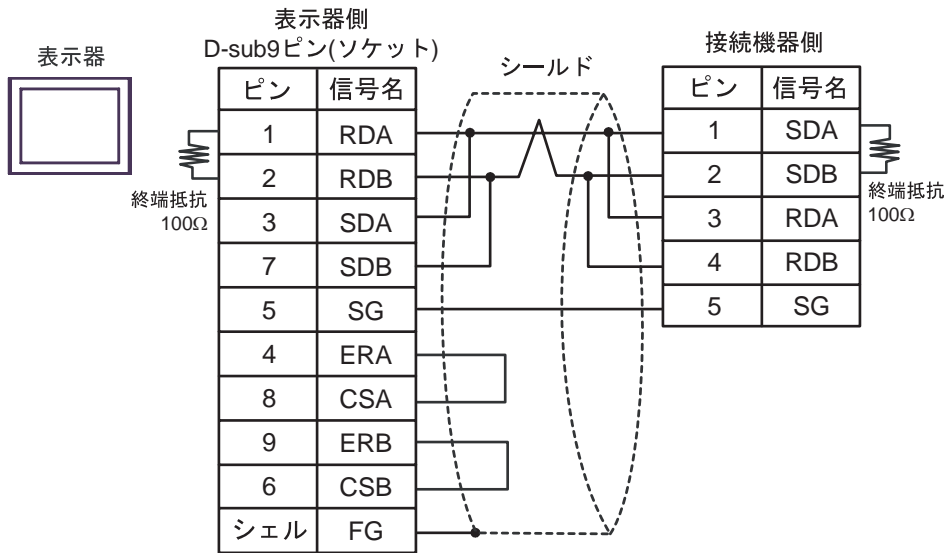 表示器
表示器側
D-sub9ピン(ソケット)
ピン 信号名
1 RDA
2 RDB
3 SDA
7 SDB
5 SG
4 ERA
8 CSA
9 ERB
6 CSB
シェル FG
終端抵抗
100Ω
シールド
接続機器側
ピン 信号名
1 SDA
2 SDB
3 RDA
4 RDB
5 SG
終端抵抗
100Ω